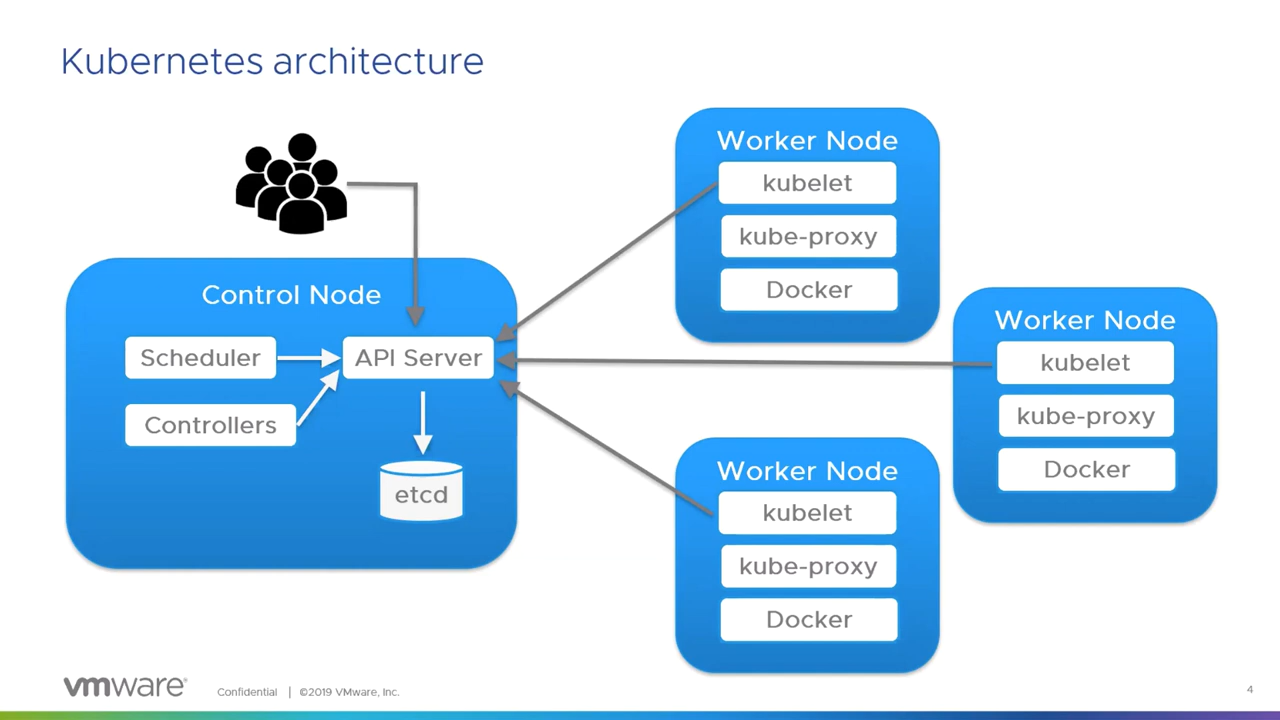 Kubernetes architecture
Control Node
Scheduler
API Server
Controllers
etcd
Worker Node
kubelet
kube-proxy
Docker
Worker Node
kubelet
kube-proxy
Docker
Worker Node
kubelet
kube-proxy
Docker
vmware®
Confidential | ©2019 VMware, Inc.
4